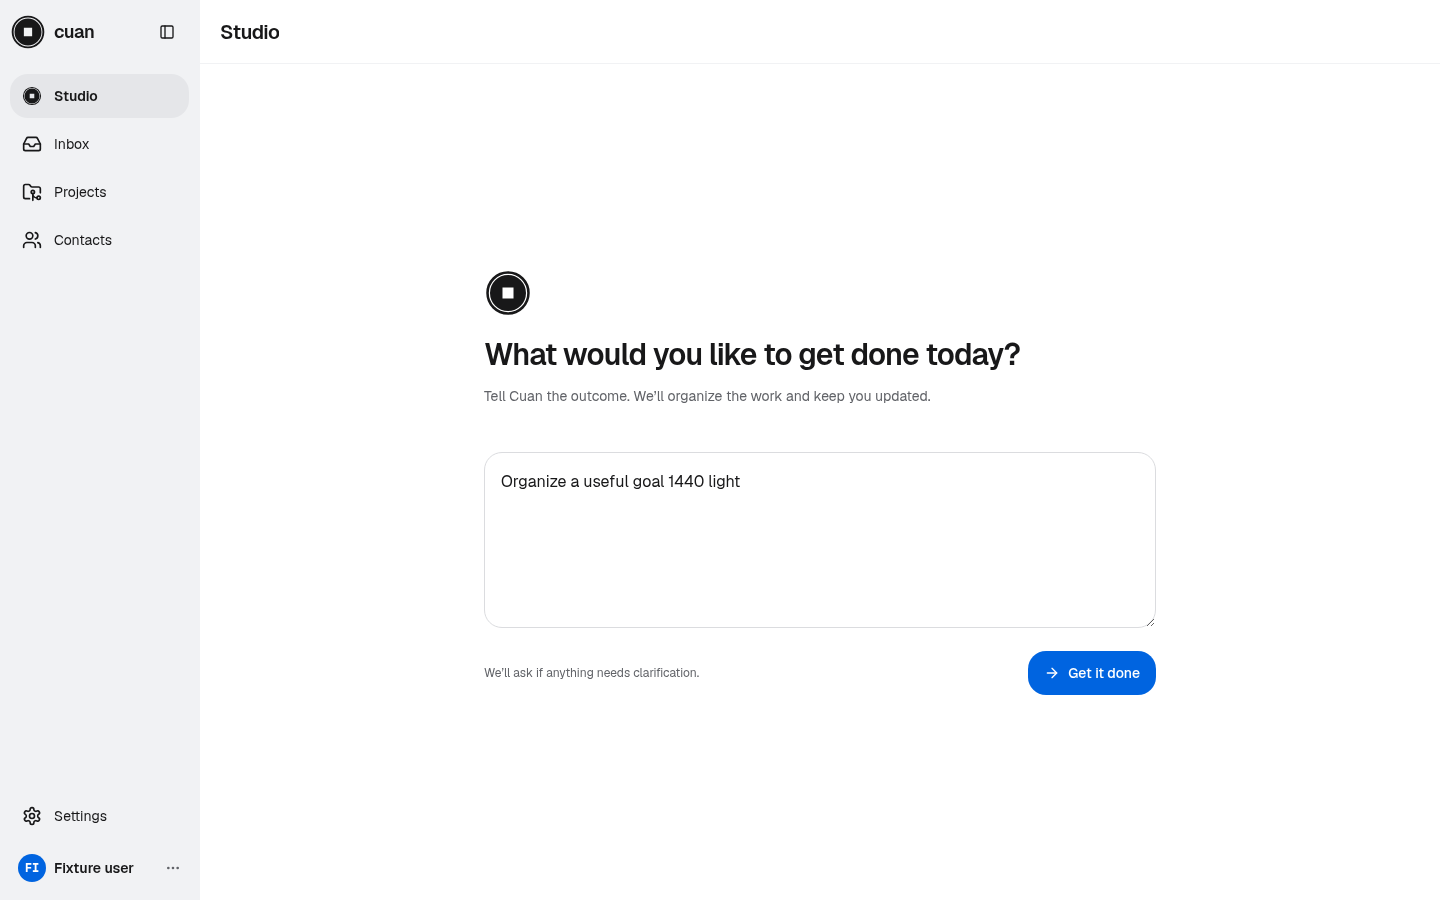 cuan
Studio
Studio
Inbox
Projects
Contacts
What would you like to get done today?
Tell Cuan the outcome. We’ll organize the work and keep you updated.
Organize a useful goal 1440 light
We’ll ask if anything needs clarification.
Get it done
Settings
FI
Fixture user